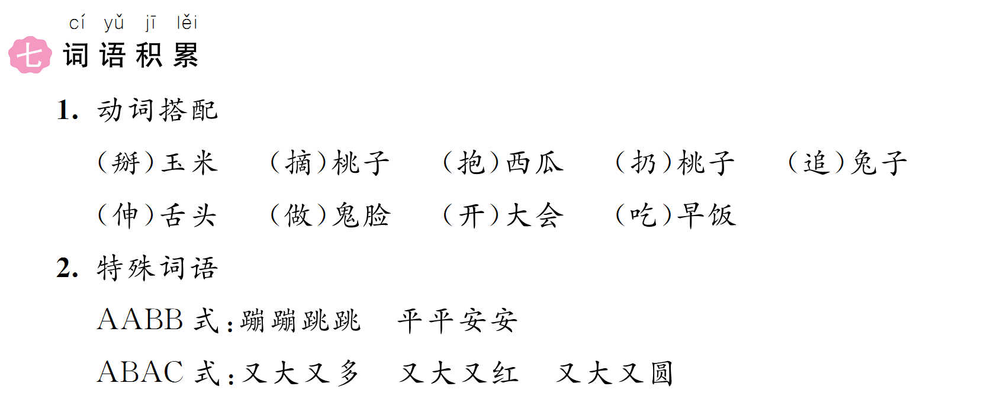 cí yǔ jī lěi
七 词语积累
1. 动词搭配
(掰)玉米 (摘)桃子 (抱)西瓜 (扔)桃子 (追)兔子
(伸)舌头 (做)鬼脸 (开)大会 (吃)早饭
2. 特殊词语
AABB 式:蹦蹦跳跳 平平安安
ABAC 式:又大又多 又大又红 又大又圆